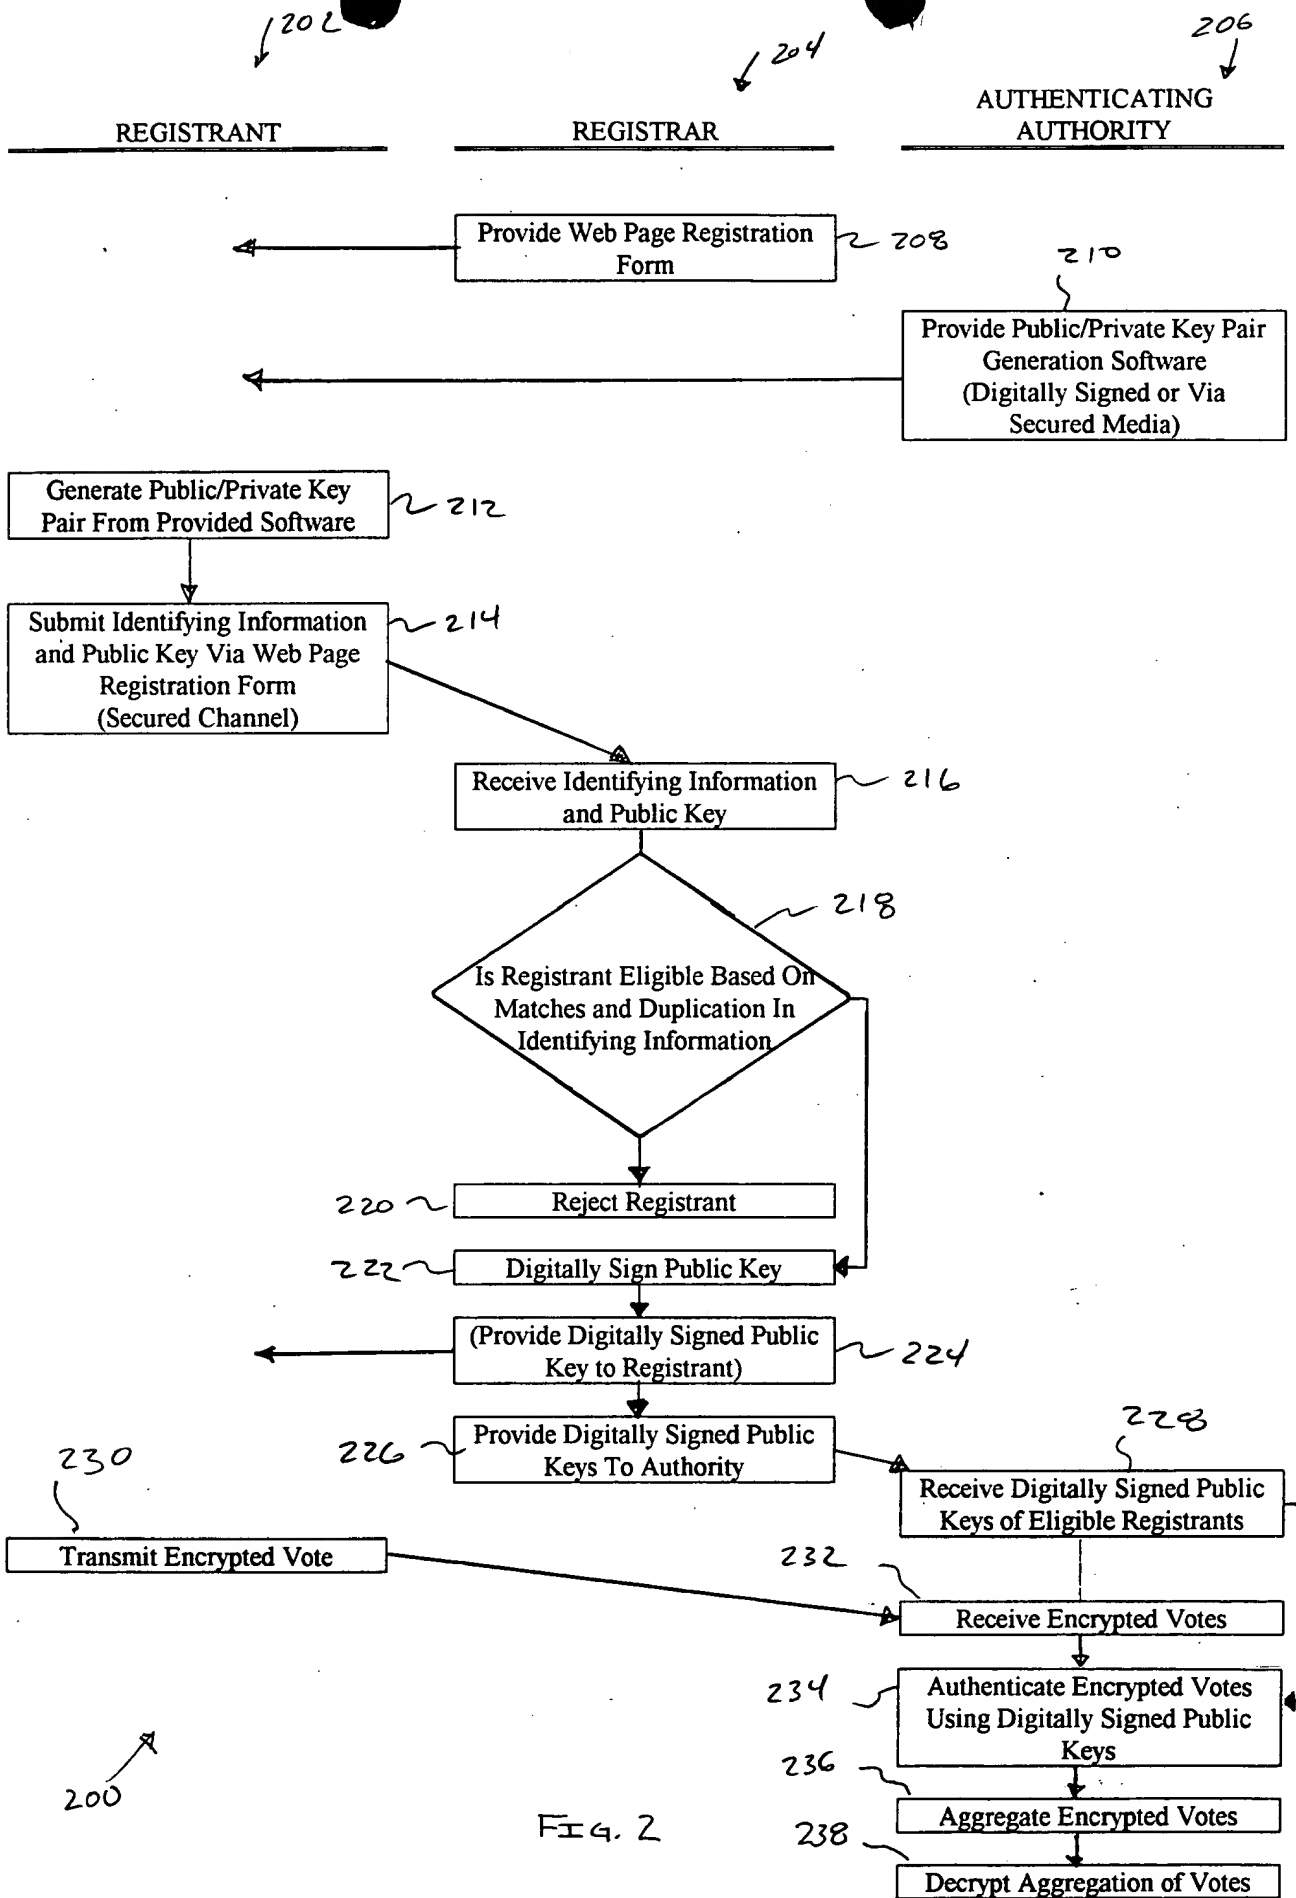 202
204
206
REGISTRANT
REGISTRAR
AUTHENTICATING
AUTHORITY
Provide Web Page Registration
Form
208
210
Provide Public/Private Key Pair
Generation Software
(Digitally Signed or Via
Secured Media)
Generate Public/Private Key
Pair From Provided Software
212
Submit Identifying Information
and Public Key Via Web Page
Registration Form
(Secured Channel)
214
Receive Identifying Information
and Public Key
216
218
Is Registrant Eligible Based On
Matches and Duplication In
Identifying Information
220
Reject Registrant
222
Digitally Sign Public Key
(Provide Digitally Signed Public
Key to Registrant)
224
226
Provide Digitally Signed Public
Keys To Authority
228
Receive Digitally Signed Public
Keys of Eligible Registrants
230
Transmit Encrypted Vote
232
Receive Encrypted Votes
234
Authenticate Encrypted Votes
Using Digitally Signed Public
Keys
236
Aggregate Encrypted Votes
238
Decrypt Aggregation of Votes
200
FIG. 2